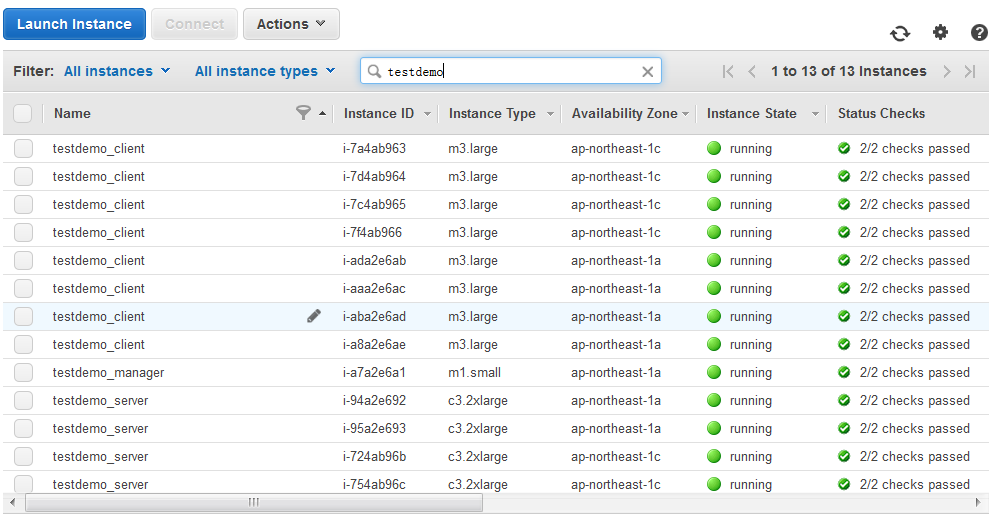 Launch Instance Connect Actions
Filter: All instances All instance types testdemo 1 to 13 of 13 Instances
Name Instance ID Instance Type Availability Zone Instance State Status Checks
testdemo_client i-7a4ab963 m3.large ap-northeast-1c running 2/2 checks passed
testdemo_client i-7d4ab964 m3.large ap-northeast-1c running 2/2 checks passed
testdemo_client i-7c4ab965 m3.large ap-northeast-1c running 2/2 checks passed
testdemo_client i-7f4ab966 m3.large ap-northeast-1c running 2/2 checks passed
testdemo_client i-ada2e6ab m3.large ap-northeast-1a running 2/2 checks passed
testdemo_client i-aaa2e6ac m3.large ap-northeast-1a running 2/2 checks passed
testdemo_client i-aba2e6ad m3.large ap-northeast-1a running 2/2 checks passed
testdemo_client i-a8a2e6ae m3.large ap-northeast-1a running 2/2 checks passed
testdemo_manager i-a7a2e6a1 m1.small ap-northeast-1a running 2/2 checks passed
testdemo_server i-94a2e692 c3.2xlarge ap-northeast-1a running 2/2 checks passed
testdemo_server i-95a2e693 c3.2xlarge ap-northeast-1a running 2/2 checks passed
testdemo_server i-724ab96b c3.2xlarge ap-northeast-1c running 2/2 checks passed
testdemo_server i-754ab96c c3.2xlarge ap-northeast-1c running 2/2 checks passed